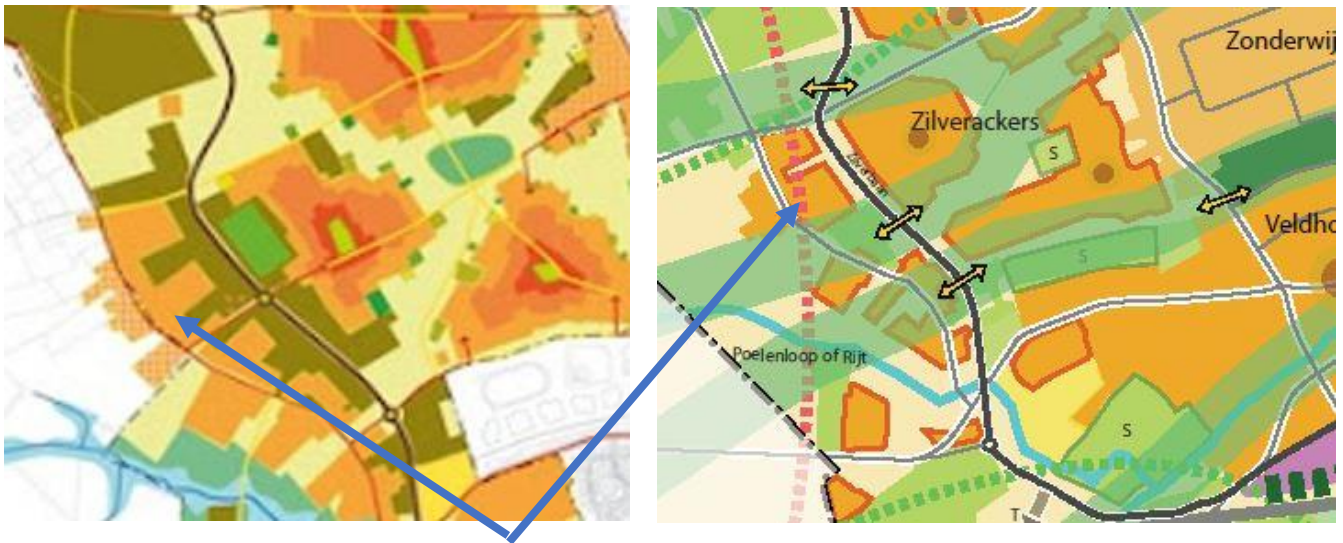 Zonderwij
Zilverackers
S
Veldho
S
Poelenloop of Rijt
S
T